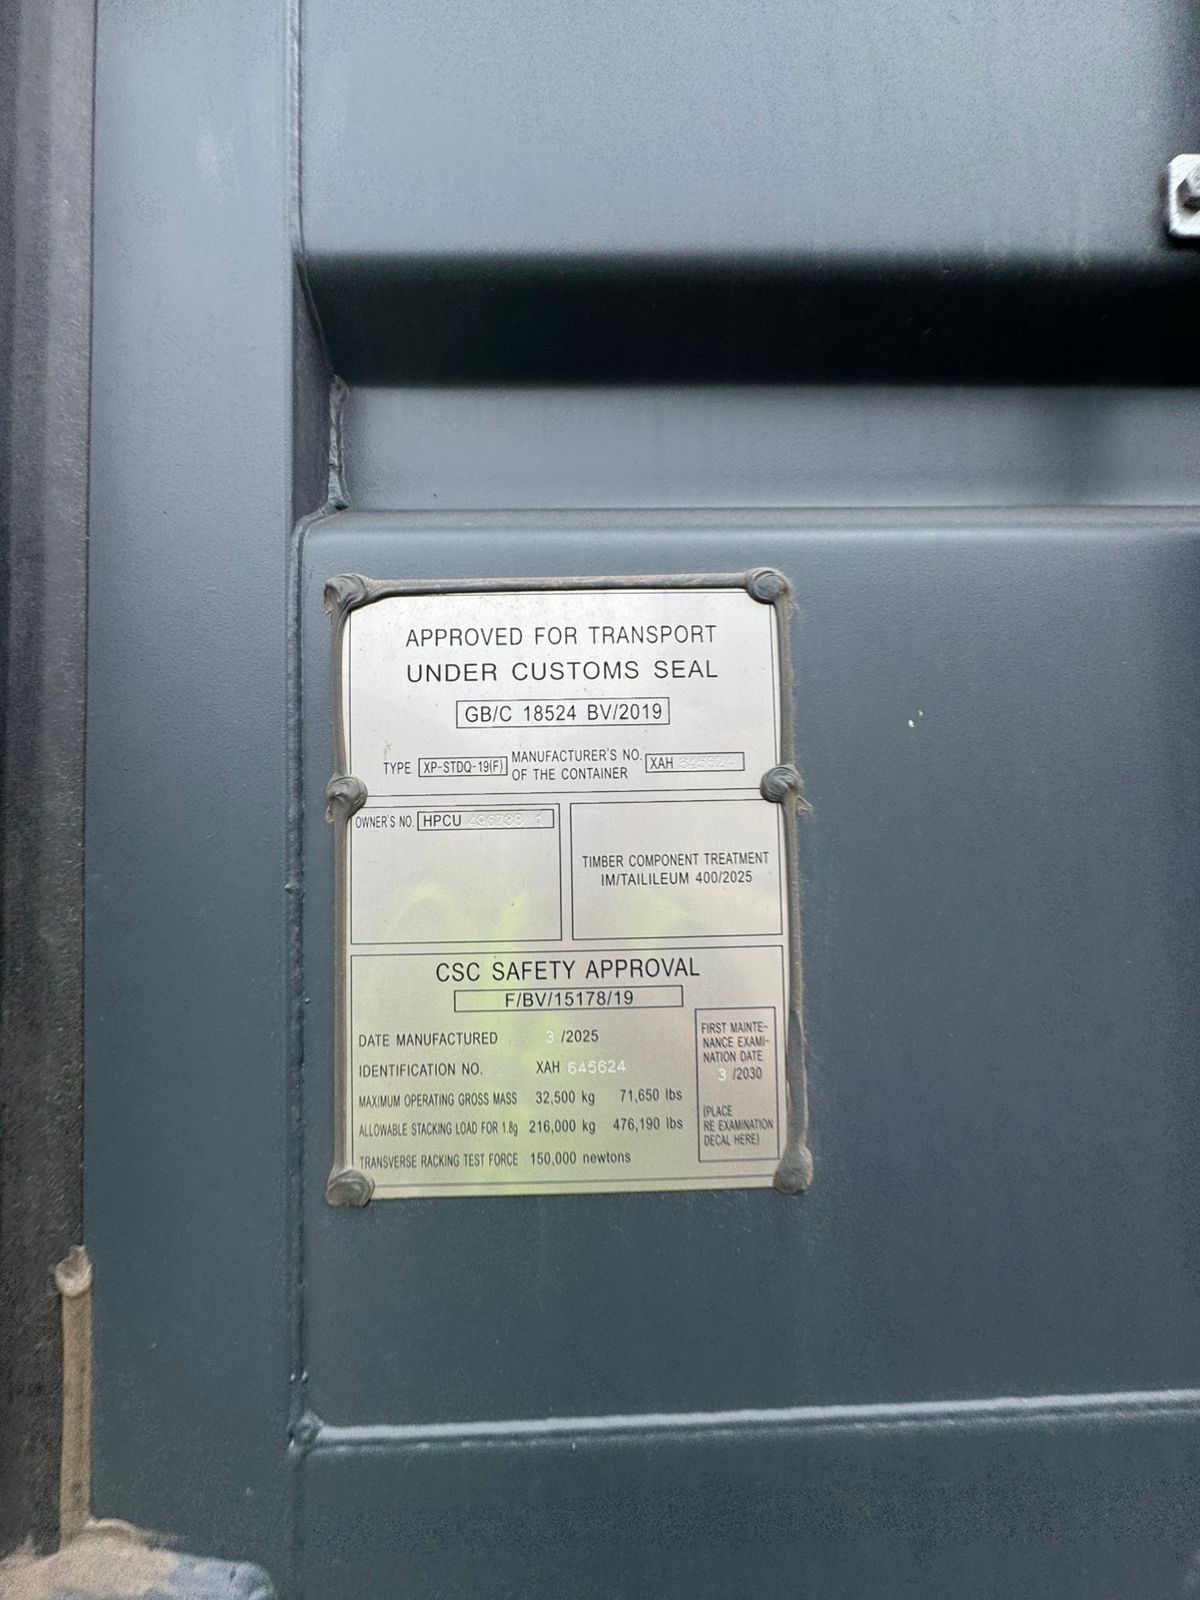 APPROVED FOR TRANSPORT
UNDER CUSTOMS SEAL
GB/C 18524 BV/2019
TYPE XP-STDQ-19(F) MANUFACTURER'S NO. OF THE CONTAINER XAH 645624
OWNER'S NO. HPCU
TIMBER COMPONENT TREATMENT
IM/TAILILEUM 400/2025
CSC SAFETY APPROVAL
F/BV/15178/19
DATE MANUFACTURED 3 /2025
IDENTIFICATION NO. XAH 645624
MAXIMUM OPERATING GROSS MASS 32,500 kg 71,650 lbs
ALLOWABLE STACKING LOAD FOR 1.8g 216,000 kg 476,190 lbs
TRANSVERSE RACKING TEST FORCE 150,000 newtons
FIRST MAINTE-
NANCE EXAMI-
NATION DATE
3 /2030
(PLACE
RE EXAMINATION
DECAL HERE)